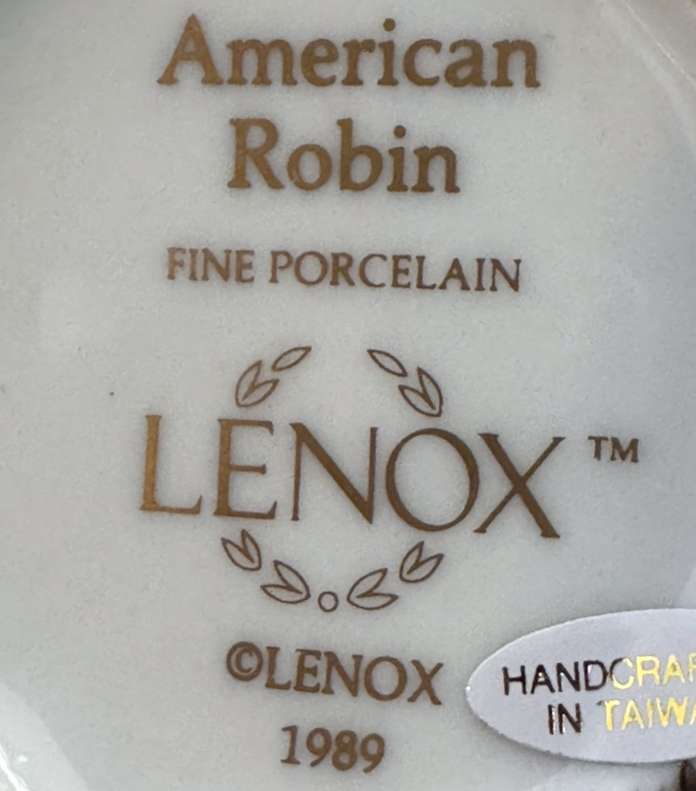 American
Robin
FINE PORCELAIN
LENOX ™
©LENOX
1989
HANDCRAF
IN TAIWA